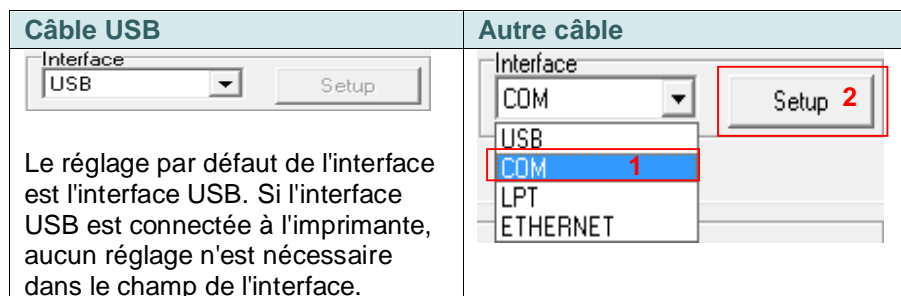 Câble USB
Interface
USB
Setup
Le réglage par défaut de l'interface
est l'interface USB. Si l'interface
USB est connectée à l'imprimante,
aucun réglage n'est nécessaire
dans le champ de l'interface.
Autre câble
Interface
COM
Setup 2
USB
COM 1
LPT
ETHERNET